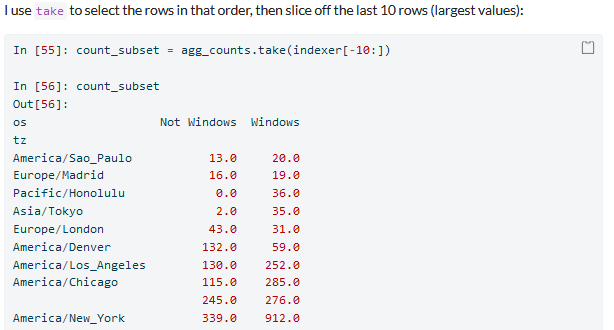 I use take to select the rows in that order, then slice off the last 10 rows (largest values):
In [55]: count_subset = agg_counts.take(indexer[-10:])
In [56]: count_subset
Out[56]:
os                   Not Windows  Windows
tz
America/Sao_Paulo           13.0     20.0
Europe/Madrid               16.0     19.0
Pacific/Honolulu             0.0     36.0
Asia/Tokyo                   2.0     35.0
Europe/London               43.0     31.0
America/Denver             132.0     59.0
America/Los_Angeles        130.0    252.0
America/Chicago            115.0    285.0
                           245.0    276.0
America/New_York           339.0    912.0